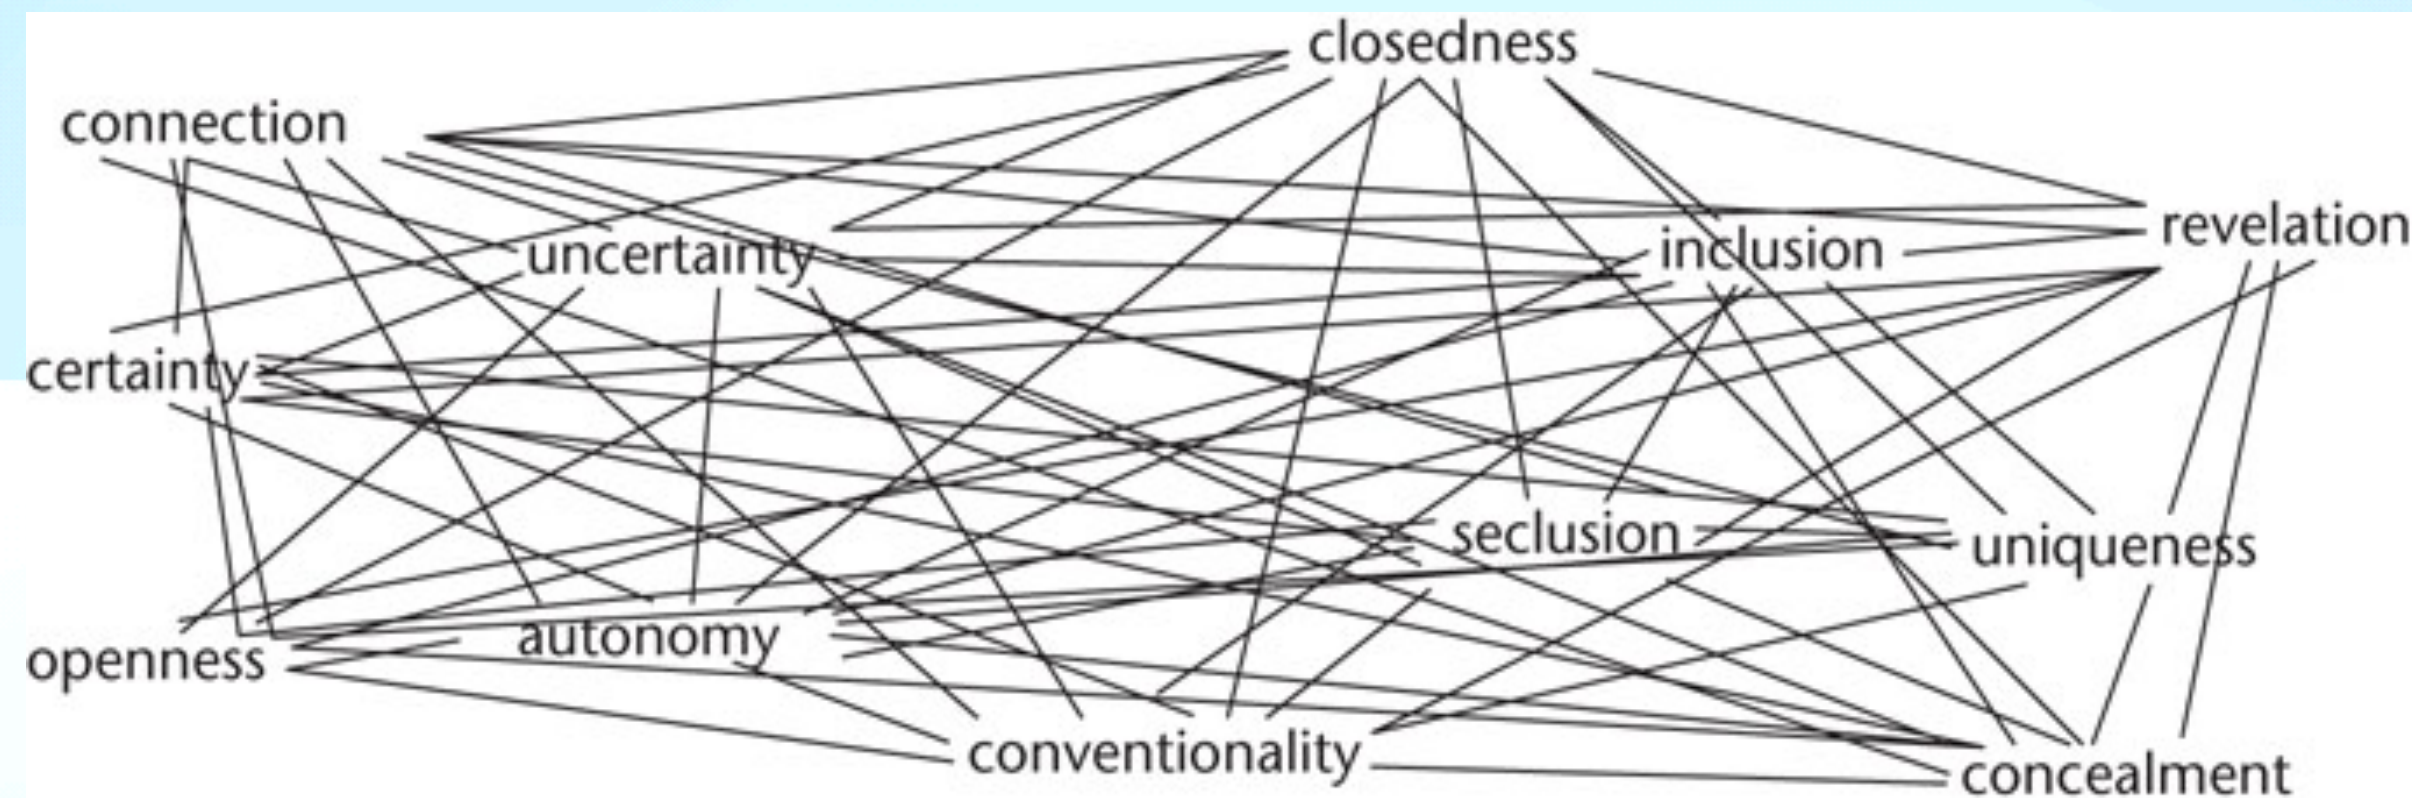 closedness
connection
revelation
uncertainty
inclusion
certainty
seclusion
uniqueness
autonomy
openness
conventionality
concealment